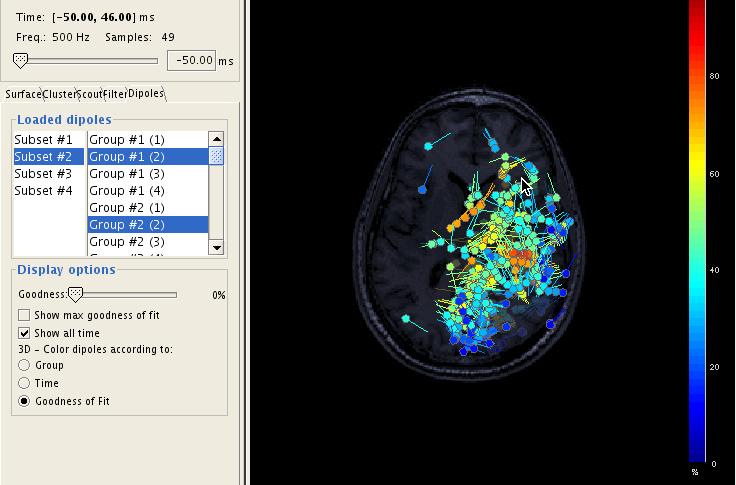 Time: [-50.00, 46.00] ms
Freq.: 500 Hz Samples: 49
-50.00 ms
Surface Cluster Scout Filter Dipoles
Loaded dipoles
Subset #1 Group #1 (1)
Subset #2 Group #1 (2)
Subset #3 Group #1 (3)
Subset #4 Group #1 (4)
Group #2 (1)
Group #2 (2)
Group #2 (3)
Display options
Goodness: 0%
Show max goodness of fit
Show all time
3D - Color dipoles according to:
Group
Time
Goodness of Fit
80
60
40
20
0
%